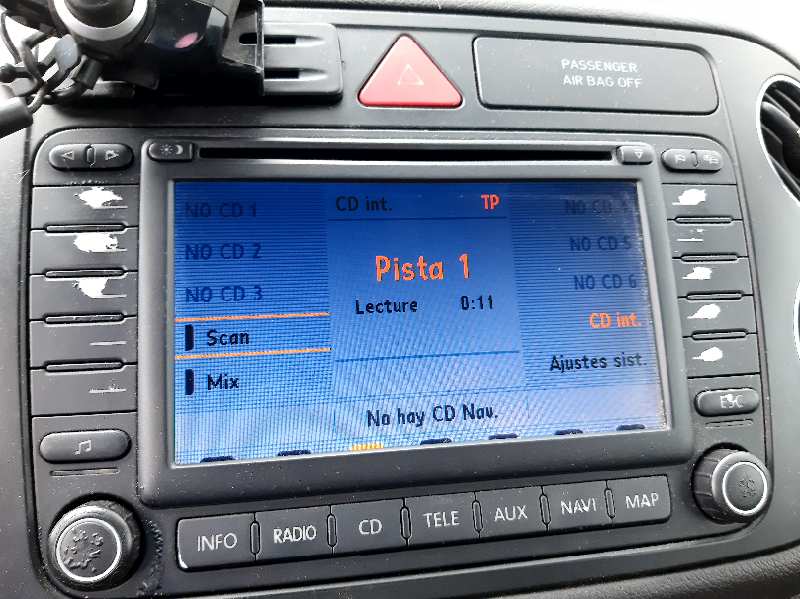 PASSENGER
AIR BAG OFF
NO CD 1
CD int.
TP
NO CD 4
NO CD 2
NO CD 5
Pista 1
NO CD 3
NO CD 6
Lecture 0:11
CD int.
Scan
Ajustes sist.
Mix
ESC
No hay CD Nav.
INFO
RADIO
CD
TELE
AUX
NAVI
MAP